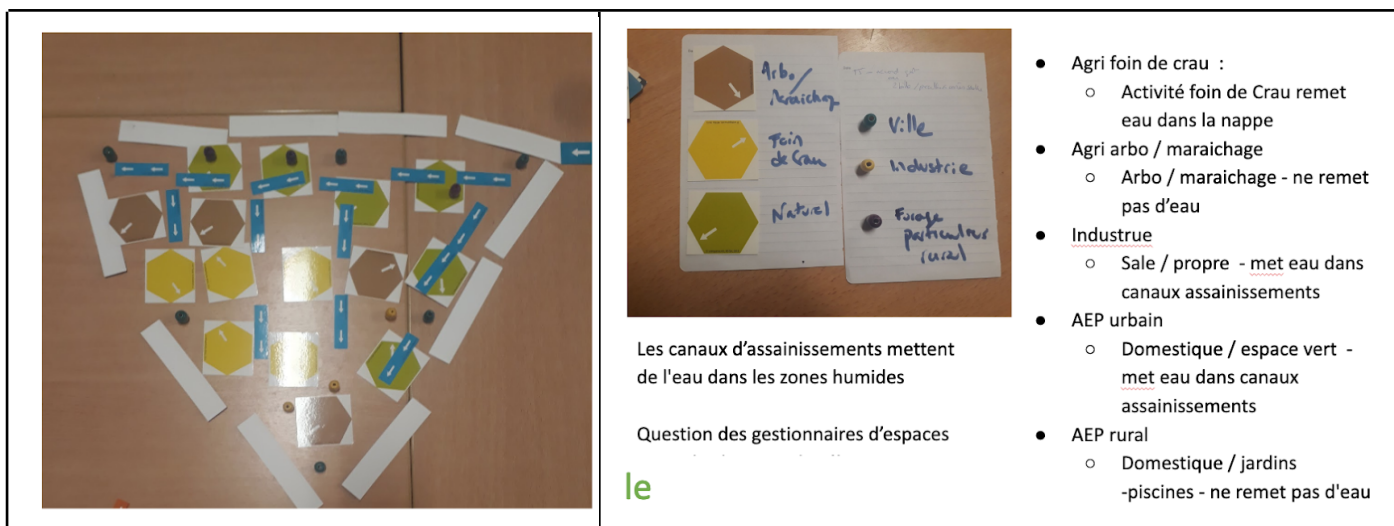 Arbo/
Maraichage
Foin
de Crau
Naturel
Ville
Industrie
Forage
particulier
rural
Les canaux d'assainissements mettent
de l'eau dans les zones humides
Question des gestionnaires d'espaces
le
● Agri foin de crau :
○ Activité foin de Crau remet
eau dans la nappe
● Agri arbo / maraichage
○ Arbo / maraichage - ne remet
pas d'eau
● Industrue
○ Sale / propre - met eau dans
canaux assainissements
● AEP urbain
○ Domestique / espace vert -
met eau dans canaux
assainissements
● AEP rural
○ Domestique / jardins
-piscines - ne remet pas d'eau